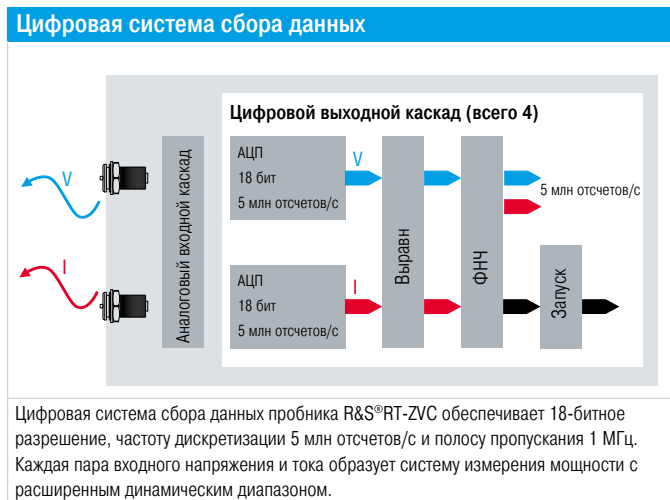 Цифровая система сбора данных
Цифровой выходной каскад (всего 4)
V
I
Аналоговый входной каскад
АЦП
18 бит
5 млн отсчетов/с
V
АЦП
18 бит
5 млн отсчетов/с
I
Выравн
ФНЧ
5 млн отсчетов/с
Запуск
Цифровая система сбора данных пробника R&S®RT-ZVC обеспечивает 18-битное
разрешение, частоту дискретизации 5 млн отсчетов/с и полосу пропускания 1 МГц.
Каждая пара входного напряжения и тока образует систему измерения мощности с
расширенным динамическим диапазоном.